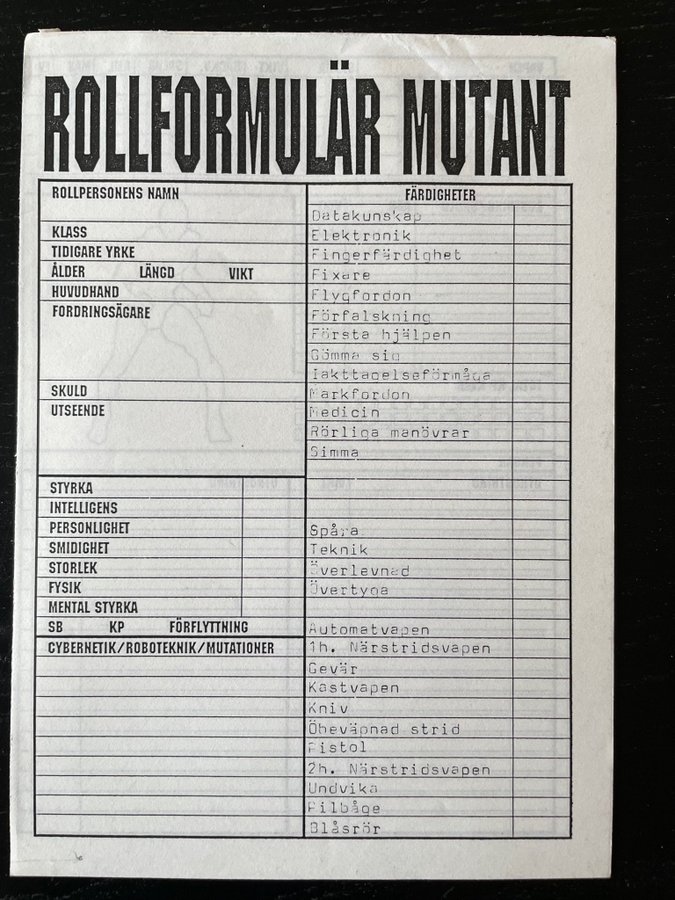 ROLLFORMULÄR MUTANT
ROLLPERSONENS NAMN
KLASS
TIDIGARE YRKE
ÅLDER LÄNGD VIKT
HUVUDHAND
FORDRINGSÄGARE
SKULD
UTSEENDE
STYRKA
INTELLIGENS
PERSONLIGHET
SMIDIGHET
STORLEK
FYSIK
MENTAL STYRKA
SB KP FÖRFLYTTNING
CYBERNETIK/ROBOTEKNIK/MUTATIONER
FÄRDIGHETER
Datakunskap
Elektronik
Fingerfärdighet
Fixare
Flygfordon
Förfalskning
Första hjälpen
Gömma sig
Iakttagelseförmåga
Markfordon
Medicin
Rörliga manövrar
Simma
Spåra
Teknik
Överlevnad
Övertyga
Automatvapen
1h. Närstridsvapen
Gevär
Kastvapen
Kniv
Obeväpnad strid
Pistol
2h. Närstridsvapen
Undvika
Pilbåge
Blåsrör